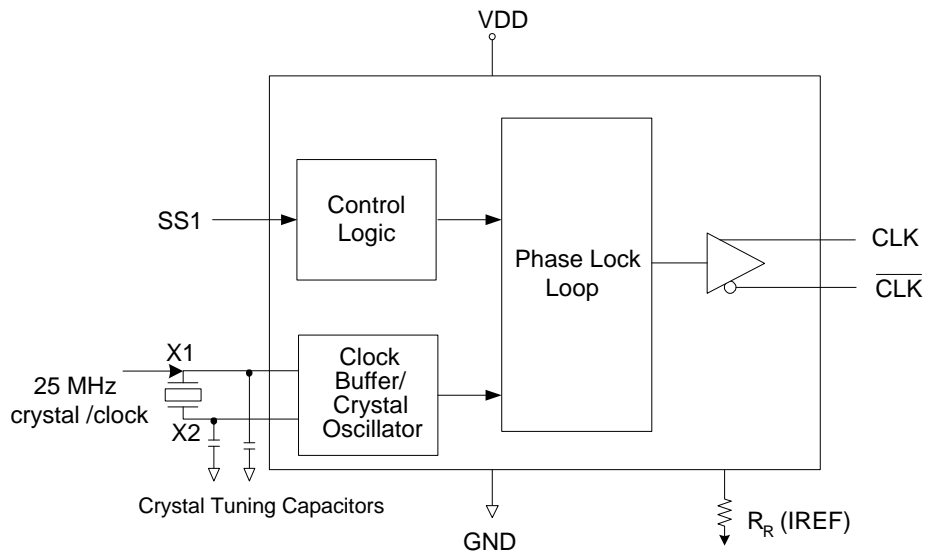 VDD
Control
Logic
SS1
Phase Lock
Loop
CLK
CLK
X1
25 MHz
crystal /clock
X2
Clock
Buffer/
Crystal
Oscillator
Crystal Tuning Capacitors
GND
R_R (IREF)